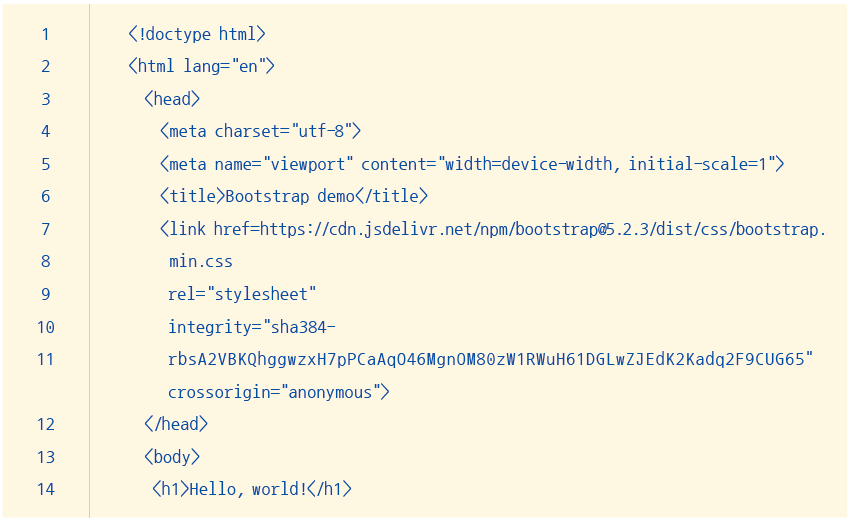 1 <!doctype html>
2 <html lang="en">
3 <head>
4 <meta charset="utf-8">
5 <meta name="viewport" content="width=device-width, initial-scale=1">
6 <title>Bootstrap demo</title>
7 <link href=https://cdn.jsdelivr.net/npm/bootstrap@5.2.3/dist/css/bootstrap.
8 min.css
9 rel="stylesheet"
10 integrity="sha384-
11 rbsA2VBKQhggwzxH7pPCaAqO46MgnOM80zW1RWuH61DGLwZJEdK2Kadq2F9CUG65"
crossorigin="anonymous">
12 </head>
13 <body>
14 <h1>Hello, world!</h1>